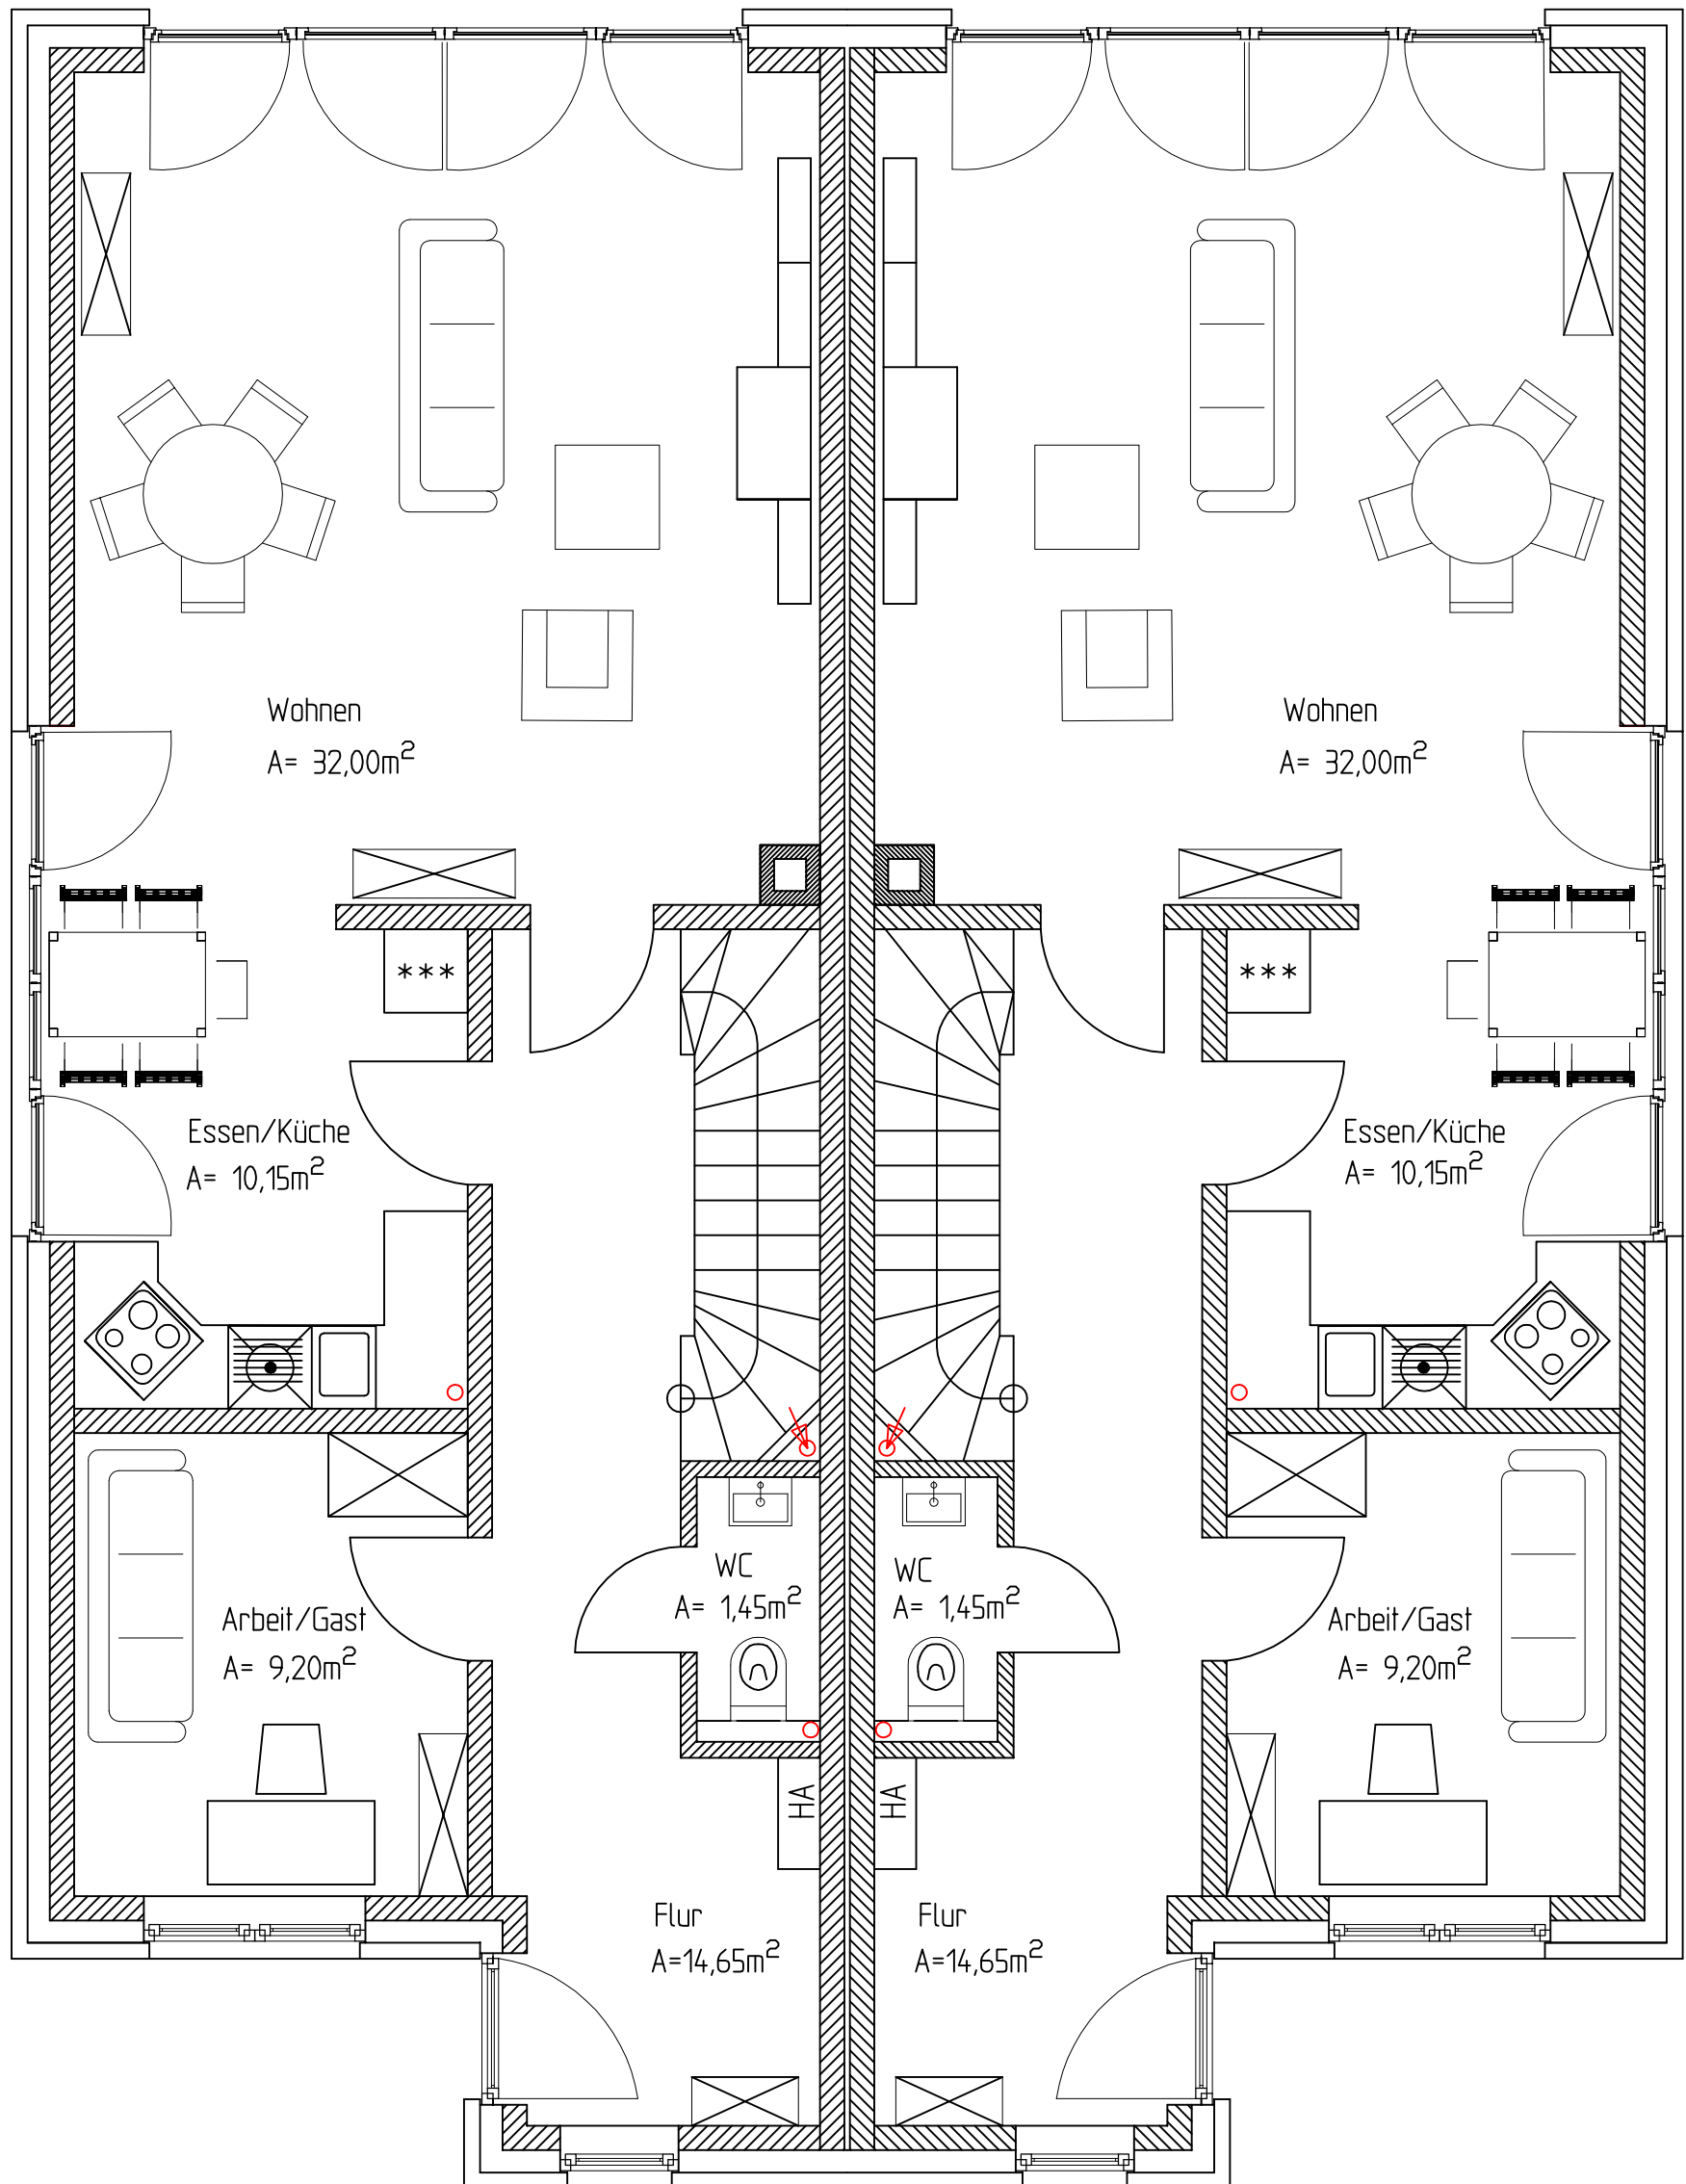 Wohnen
A= 32,00m²
Wohnen
A= 32,00m²
***
***
Essen/Küche
A= 10,15m²
Essen/Küche
A= 10,15m²
WC
A= 1,45m²
WC
A= 1,45m²
Arbeit/Gast
A= 9,20m²
Arbeit/Gast
A= 9,20m²
HA
HA
Flur
A=14,65m²
Flur
A=14,65m²